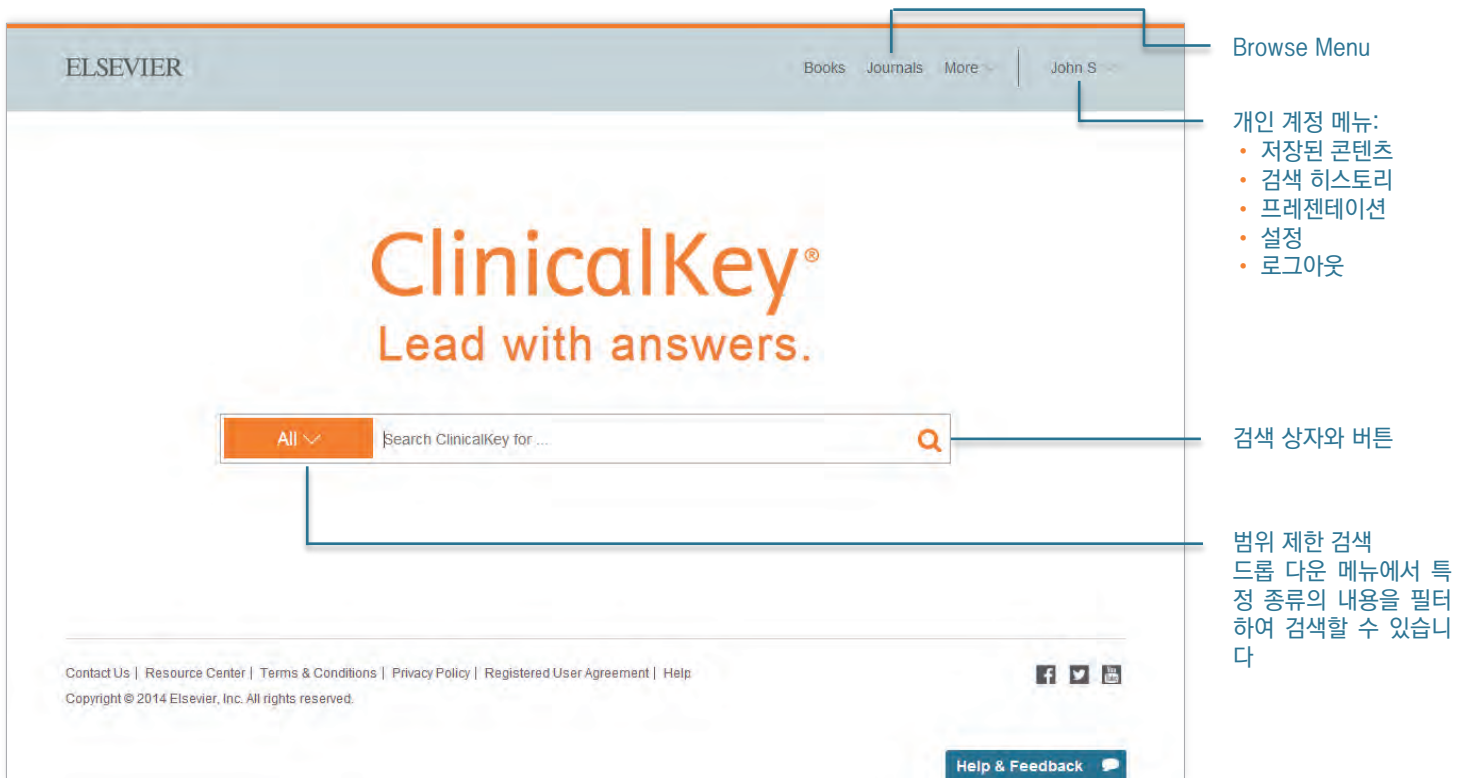 ELSEVIER
Books Journals More John S
ClinicalKey®
Lead with answers.
All Search ClinicalKey for ...
Contact Us | Resource Center | Terms & Conditions | Privacy Policy | Registered User Agreement | Help
Copyright © 2014 Elsevier, Inc. All rights reserved.
Help & Feedback
Browse Menu
개인 계정 메뉴:
• 저장된 콘텐츠
• 검색 히스토리
• 프레젠테이션
• 설정
• 로그아웃
검색 상자와 버튼
범위 제한 검색
드롭 다운 메뉴에서 특
정 종류의 내용을 필터
하여 검색할 수 있습니
다